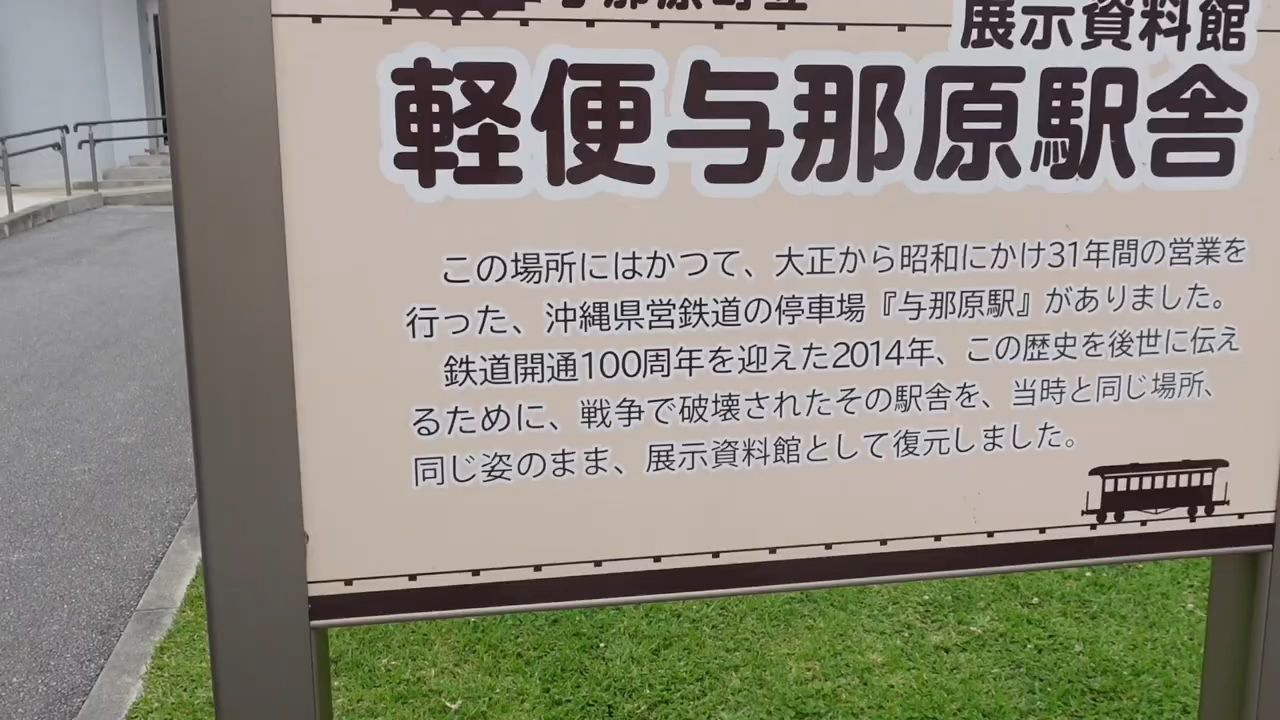 与那原町立
展示資料館
軽便与那原駅舎
この場所にはかつて、大正から昭和にかけ31年間の営業を
行った、沖縄県営鉄道の停車場『与那原駅』がありました。
鉄道開通100周年を迎えた2014年、この歴史を後世に伝え
るために、戦争で破壊されたその駅舎を、当時と同じ場所、
同じ姿のまま、展示資料館として復元しました。